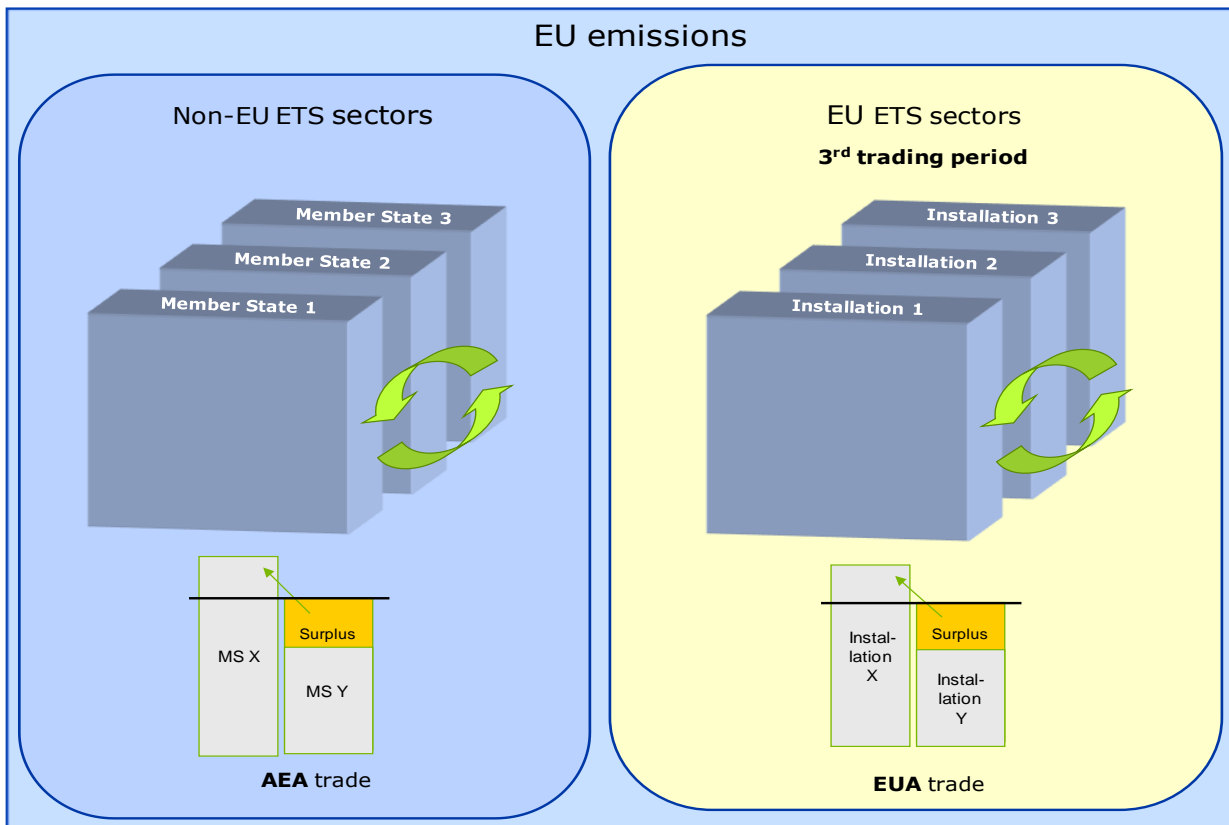 EU emissions
Non-EU ETS sectors
Member State 3
Member State 2
Member State 1
MS X
Surplus
MS Y
AEA trade
EU ETS sectors
3rd trading period
Installation 3
Installation 2
Installation 1
Instal-
lation
X
Surplus
Instal-
lation
Y
EUA trade